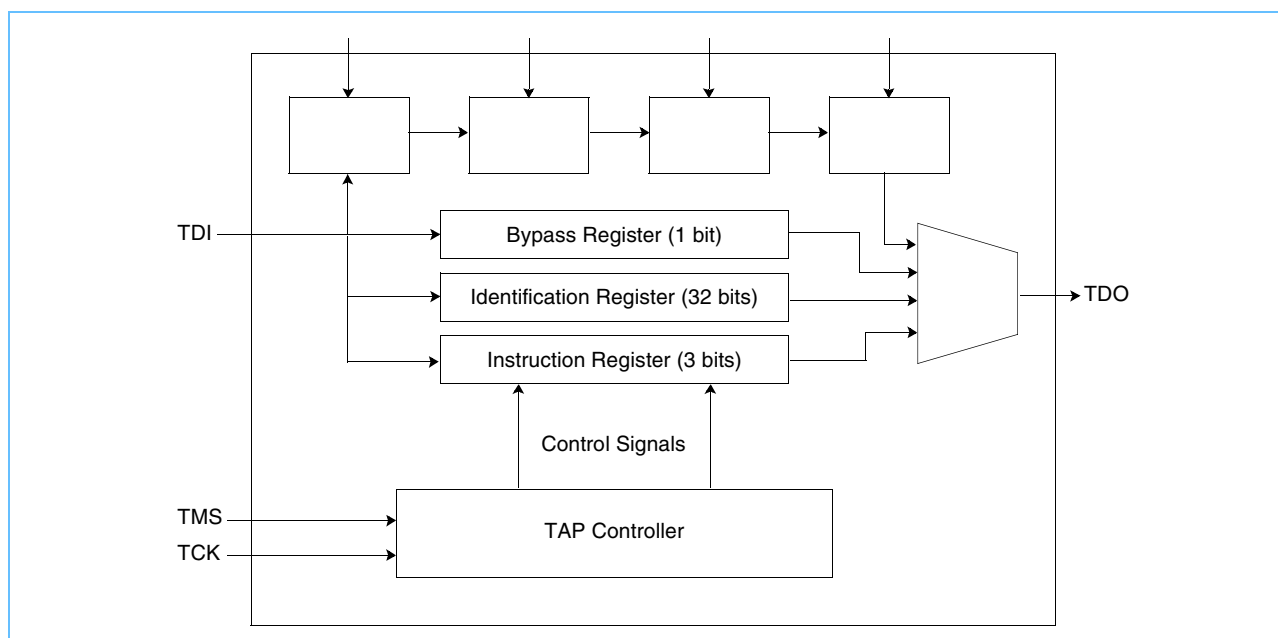 TDI
Bypass Register (1 bit)
Identification Register (32 bits)
TDO
Instruction Register (3 bits)
Control Signals
TMS
TAP Controller
TCK